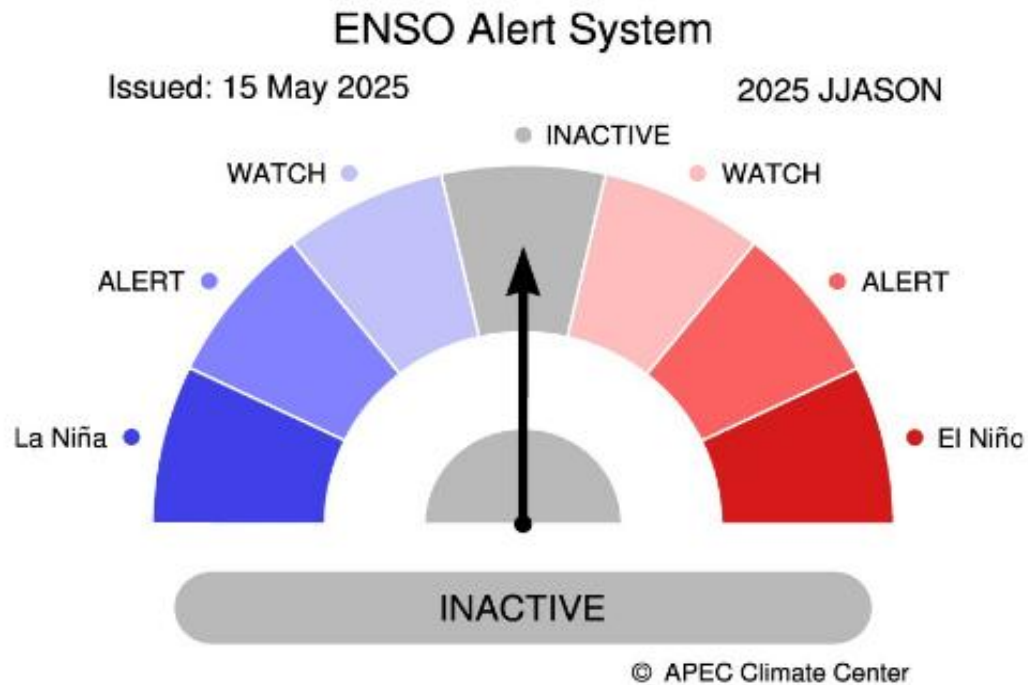 ENSO Alert System
Issued: 15 May 2025
2025 JJASON
INACTIVE
WATCH
WATCH
ALERT
ALERT
La Niña
El Niño
INACTIVE
© APEC Climate Center